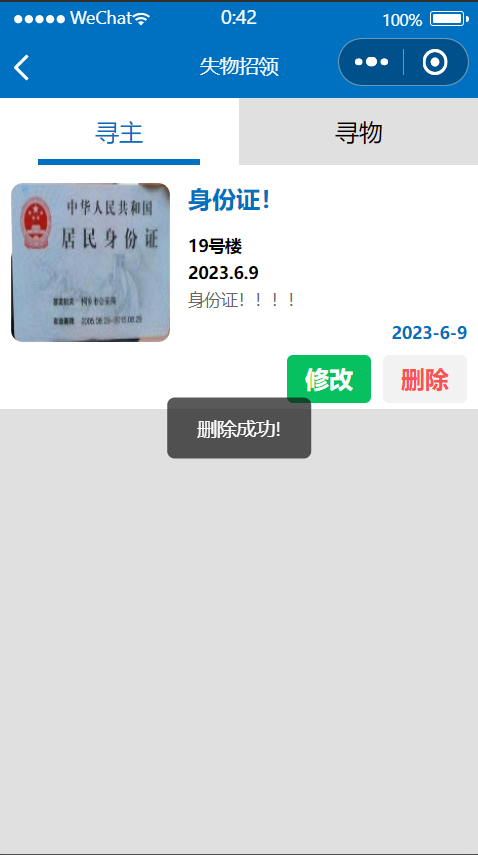 WeChat 0:42 100%
失物招领
寻主 寻物
中华人民共和国
居民身份证
身份证！
19号楼
2023.6.9
身份证！！！！
2023-6-9
修改 删除
删除成功!